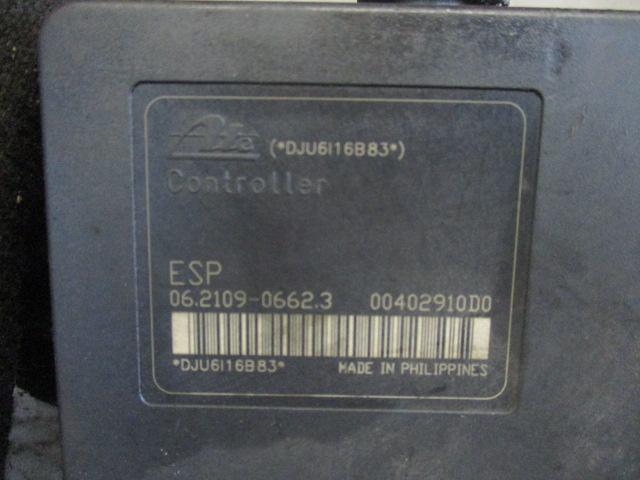 Ate (*DJU6I16B83*)
Controller
ESP
06.2109-0662.3 00402910D0
*DJU6I16B83* MADE IN PHILIPPINES